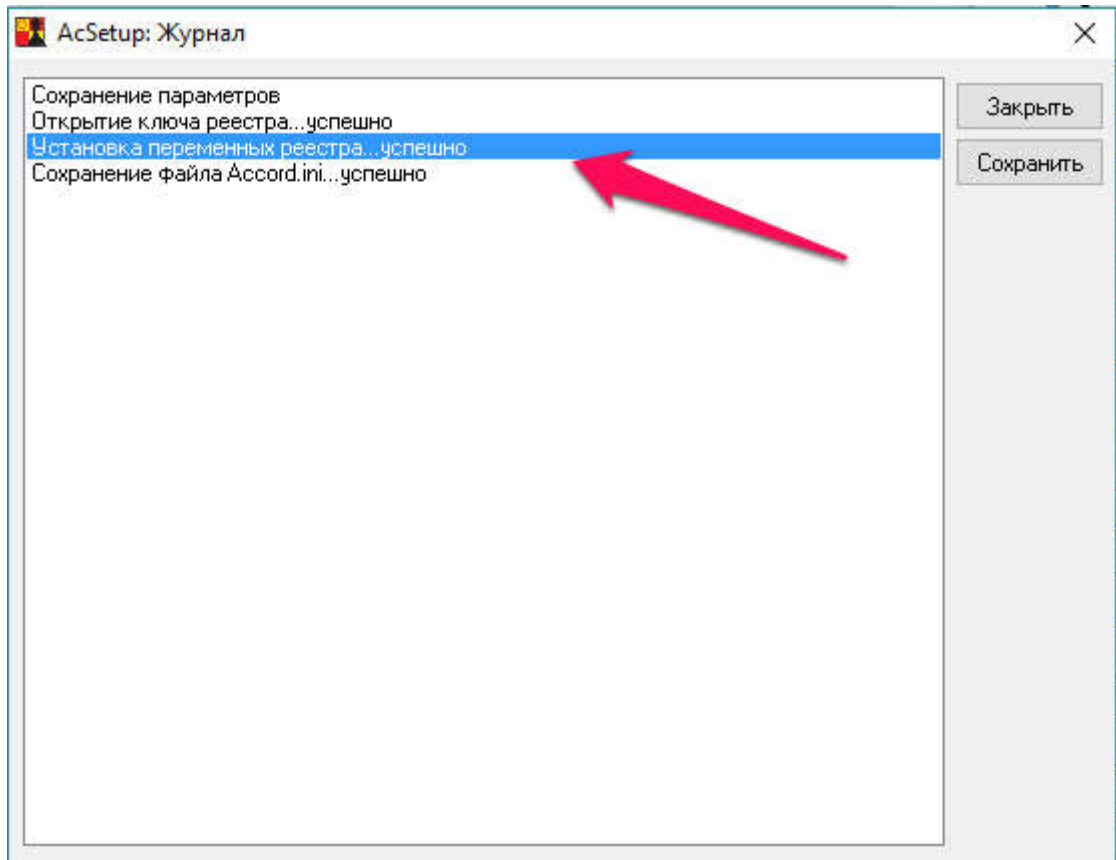 AcSetup: Журнал
Сохранение параметров
Открытие ключа реестра...успешно
Установка переменных реестра...успешно
Сохранение файла Accord.ini...успешно
Закрыть
Сохранить